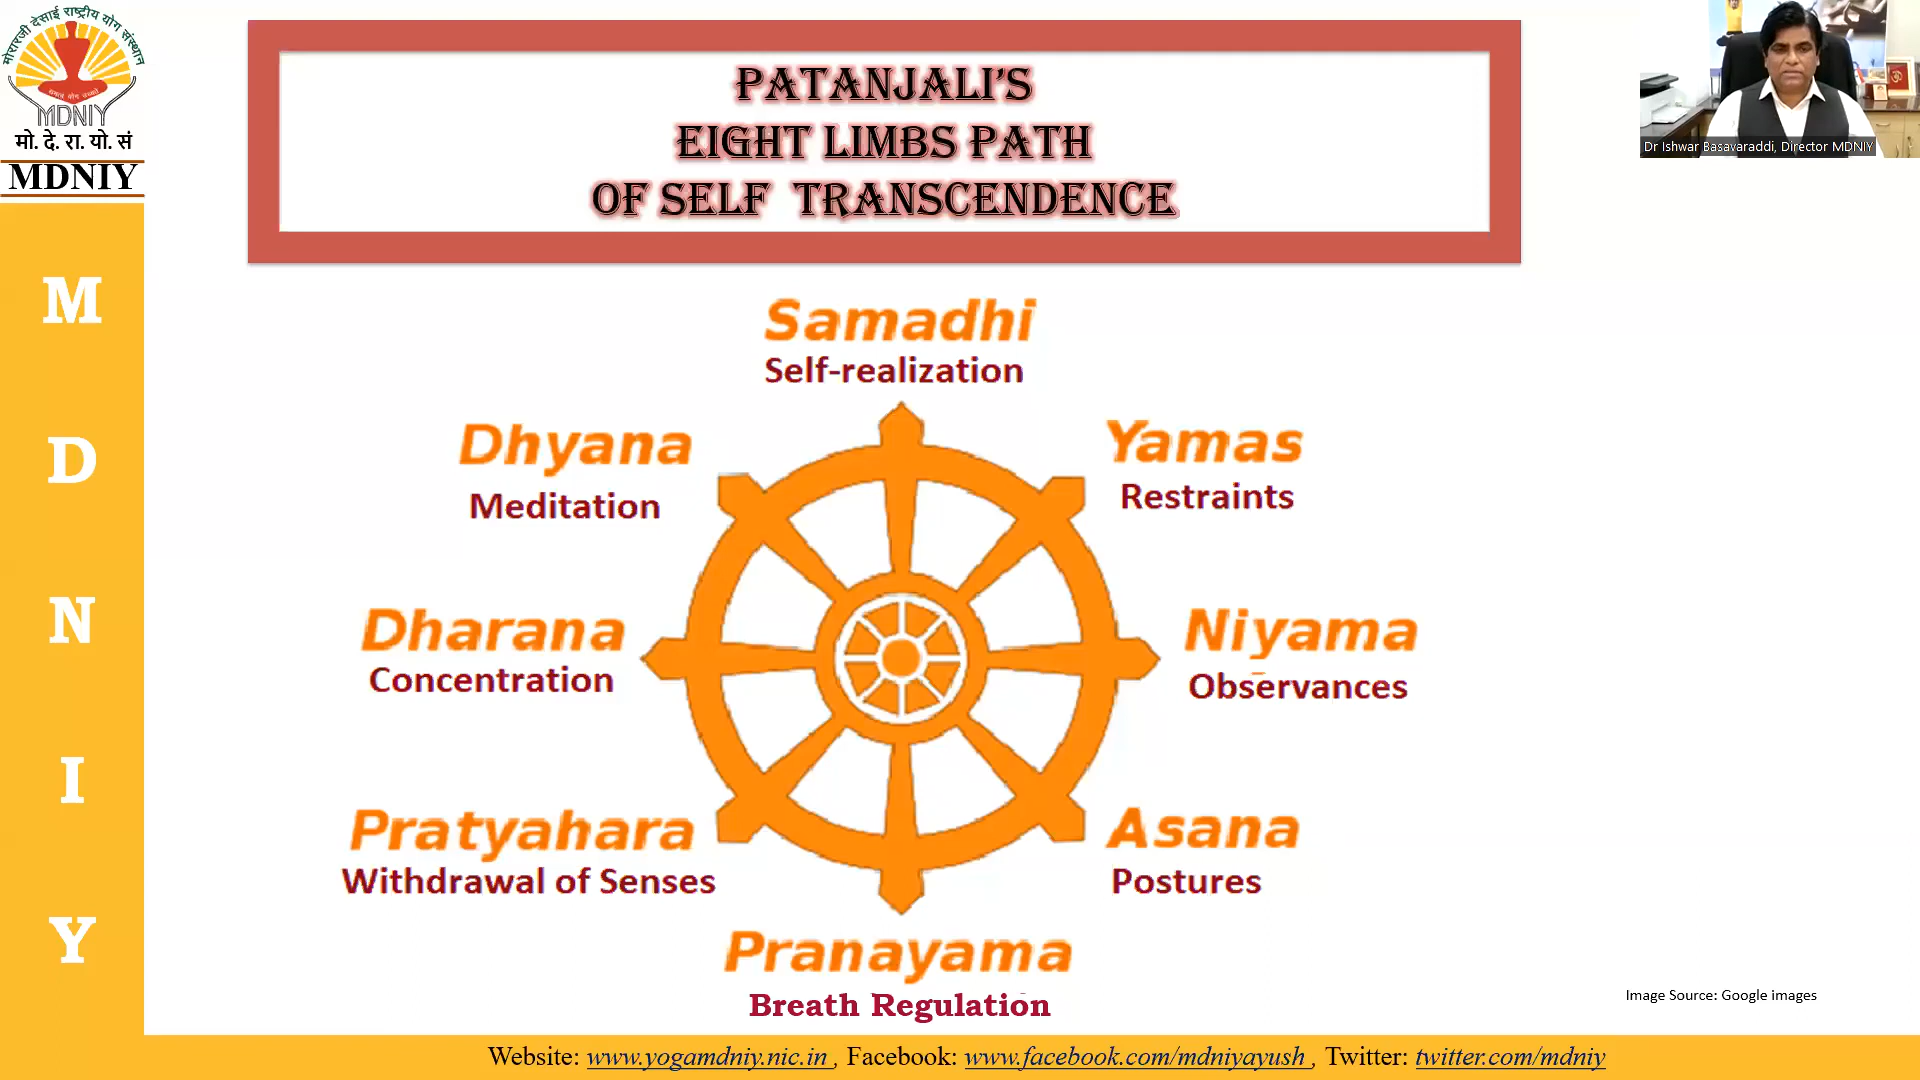 मोरारजी देसाई राष्ट्रीय योग संस्थान
MDNIY
मो. दे. रा. यो. सं
MDNIY
M
D
N
I
Y
PATANJALI’S
EIGHT LIMBS PATH
OF SELF TRANSCENDENCE
Dr Ishwar Basavaraddi, Director MDNIY
Samadhi
Self-realization
Yamas
Restraints
Niyama
Observances
Asana
Postures
Pranayama
Breath Regulation
Pratyahara
Withdrawal of Senses
Dharana
Concentration
Dhyana
Meditation
Image Source: Google images
Website: www.yogamdniy.nic.in , Facebook: www.facebook.com/mdniyayush , Twitter: twitter.com/mdniy